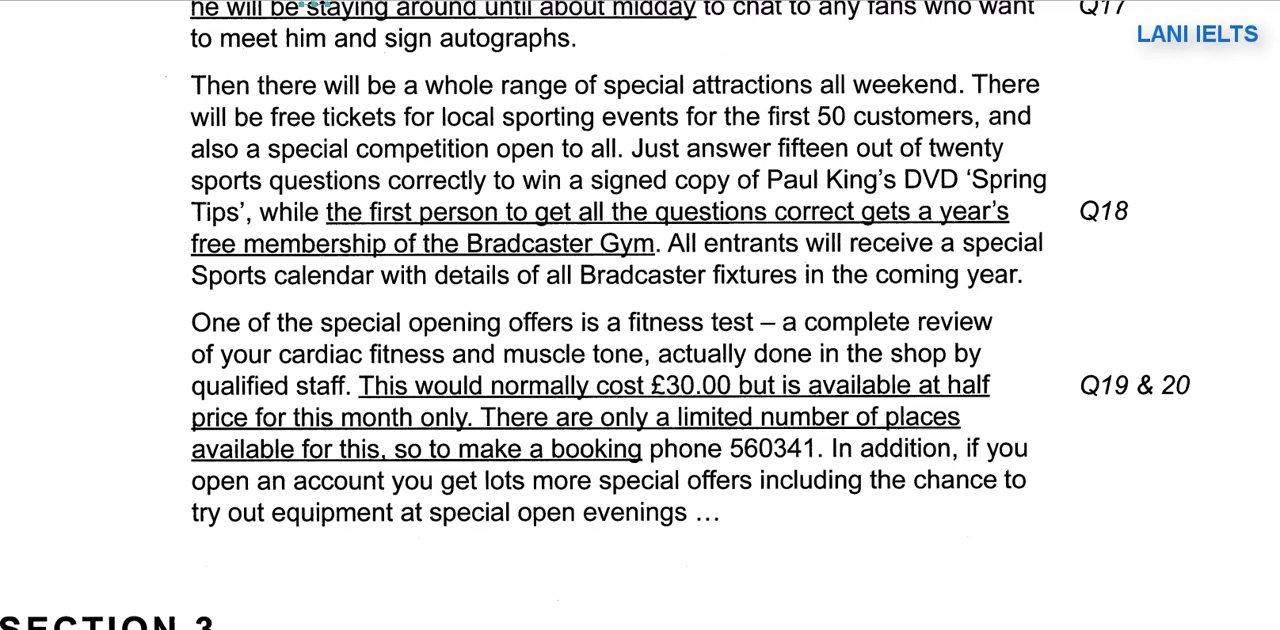 he will be staying around until about midday to chat to any fans who want Q17
LANI IELTS
to meet him and sign autographs.
Then there will be a whole range of special attractions all weekend. There
will be free tickets for local sporting events for the first 50 customers, and
also a special competition open to all. Just answer fifteen out of twenty
sports questions correctly to win a signed copy of Paul King's DVD ‘Spring
Tips’, while the first person to get all the questions correct gets a year's Q18
free membership of the Bradcaster Gym. All entrants will receive a special
Sports calendar with details of all Bradcaster fixtures in the coming year.
One of the special opening offers is a fitness test – a complete review
of your cardiac fitness and muscle tone, actually done in the shop by
qualified staff. This would normally cost £30.00 but is available at half Q19 & 20
price for this month only. There are only a limited number of places
available for this, so to make a booking phone 560341. In addition, if you
open an account you get lots more special offers including the chance to
try out equipment at special open evenings …
SECTION 3